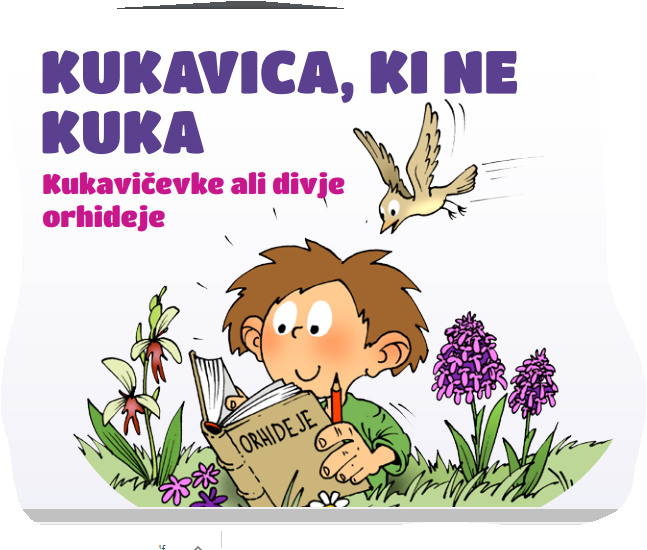 KUKAVICA, KI NE
KUKA
Kukavičevke ali divje
orhideje
ORHIDEJE